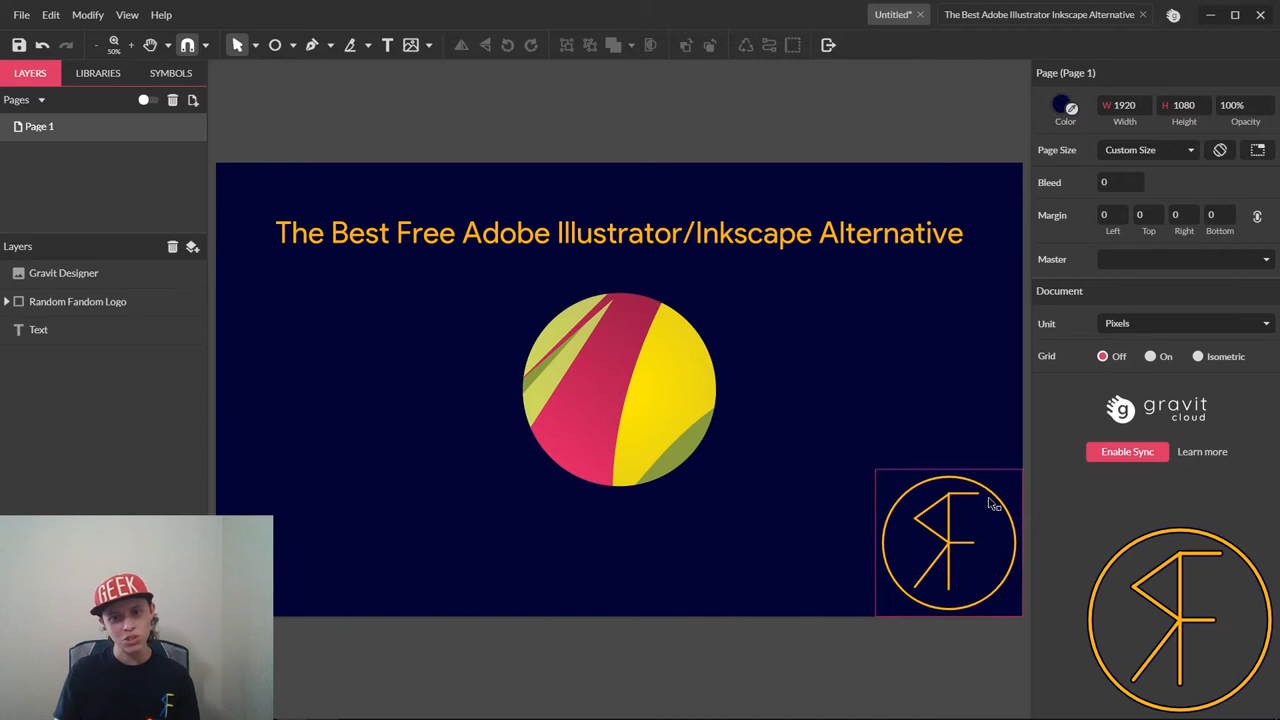 File Edit Modify View Help
Untitled*
The Best Adobe Illustrator Inkscape Alternative
- 50% +
LAYERS LIBRARIES SYMBOLS
Pages
Page 1
Layers
Gravit Designer
Random Fandom Logo
Text
The Best Free Adobe Illustrator/Inkscape Alternative
Page (Page 1)
W 1920 H 1080 100%
Color Width Height Opacity
Page Size Custom Size
Bleed 0
Margin 0 0 0 0
Left Top Right Bottom
Master
Document
Unit Pixels
Grid Off On Isometric
g gravit
cloud
Enable Sync Learn more
GEEK